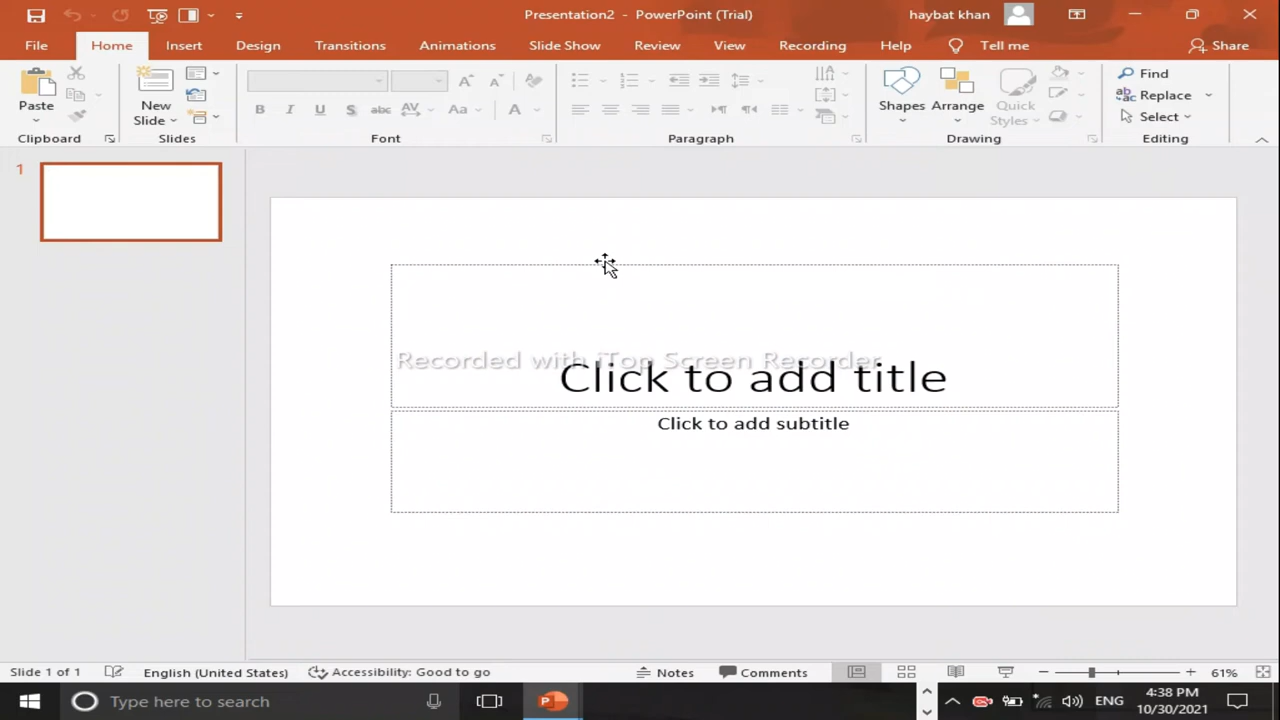 Presentation2 - PowerPoint (Trial)
haybat khan
File Home Insert Design Transitions Animations Slide Show Review View Recording Help Tell me Share
Paste
New Slide
B I U S abc AV Aa A
Shapes Arrange Quick Styles
Find
Replace
Select
Clipboard Slides Font Paragraph Drawing Editing
1
Recorded with iTop Screen Recorder
Click to add title
Click to add subtitle
Slide 1 of 1 English (United States) Accessibility: Good to go Notes Comments 61%
Type here to search
ENG
4:38 PM
10/30/2021